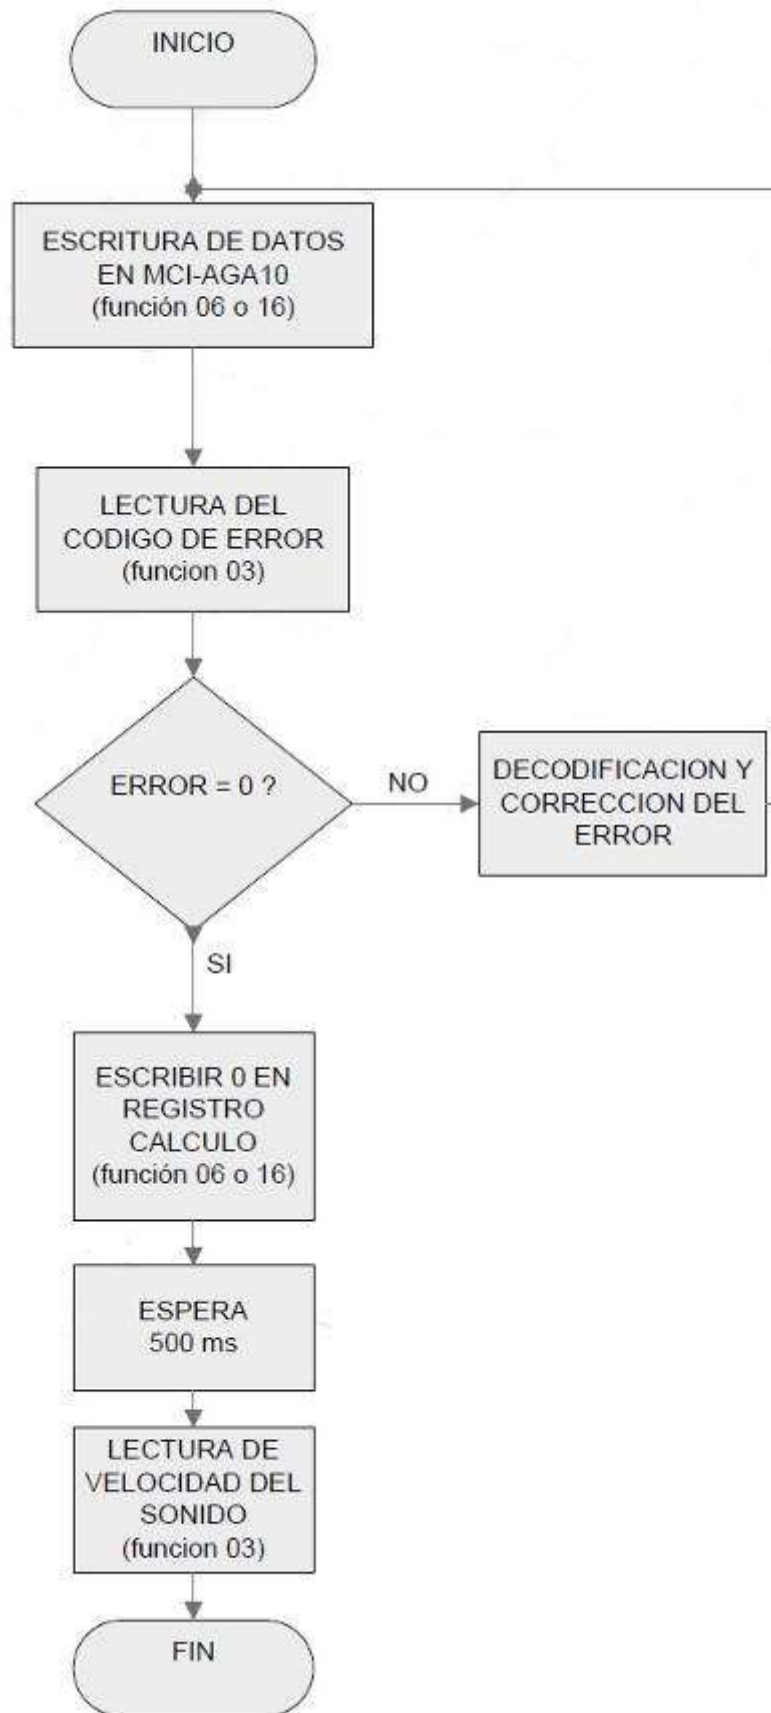 INICIO
ESCRITURA DE DATOS
EN MCI-AGA10
(función 06 o 16)
LECTURA DEL
CODIGO DE ERROR
(funcion 03)
ERROR = 0 ?
NO
DECODIFICACION Y
CORRECCION DEL
ERROR
SI
ESCRIBIR 0 EN
REGISTRO
CALCULO
(función 06 o 16)
ESPERA
500 ms
LECTURA DE
VELOCIDAD DEL
SONIDO
(funcion 03)
FIN